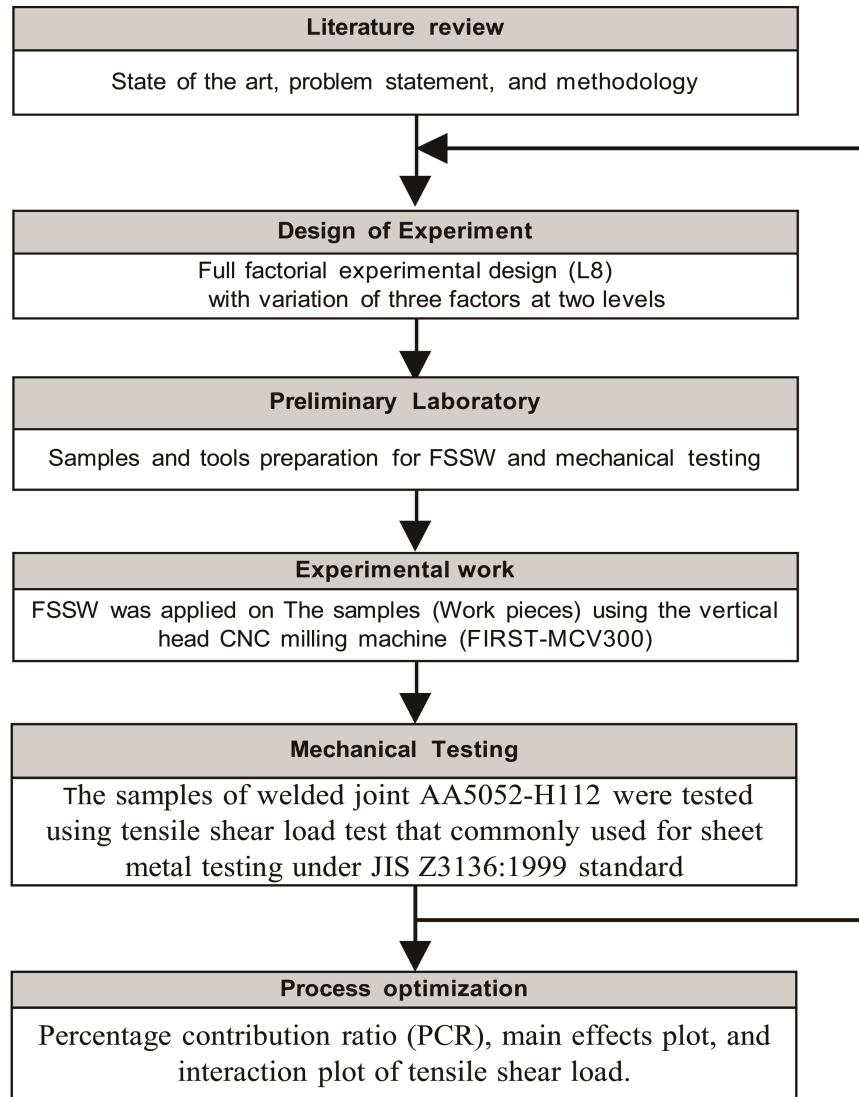 Literature review
State of the art, problem statement, and methodology
Design of Experiment
Full factorial experimental design (L8)
with variation of three factors at two levels
Preliminary Laboratory
Samples and tools preparation for FSSW and mechanical testing
Experimental work
FSSW was applied on The samples (Work pieces) using the vertical
head CNC milling machine (FIRST-MCV300)
Mechanical Testing
The samples of welded joint AA5052-H112 were tested
using tensile shear load test that commonly used for sheet
metal testing under JIS Z3136:1999 standard
Process optimization
Percentage contribution ratio (PCR), main effects plot, and
interaction plot of tensile shear load.